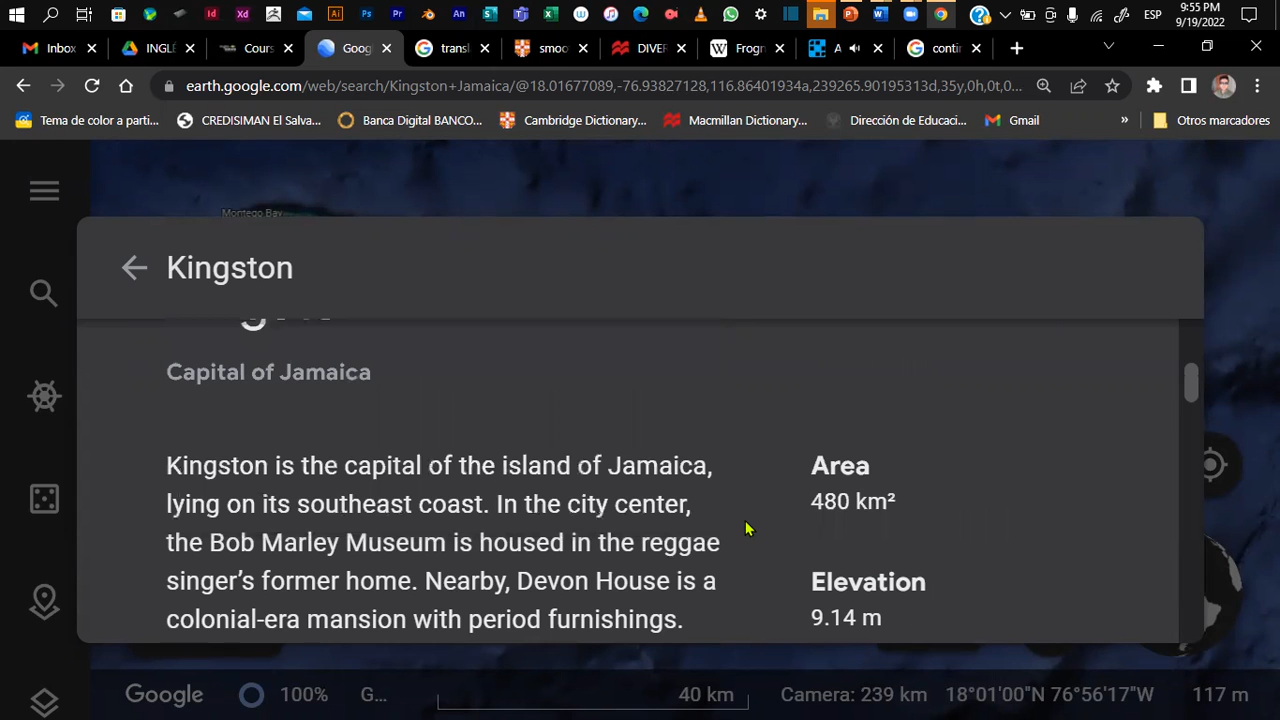 9:55 PM
ESP
9/19/2022
Inbox
INGLÉ
Cours
Goog
trans
smoo
DIVER
Frogn
A
contir
earth.google.com/web/search/Kingston+Jamaica/@18.01677089,-76.93827128,116.86401934a,239265.90195313d,35y,0h,0t,0...
Tema de color a parti...
CREDISIMAN El Salva...
Banca Digital BANCO...
Cambridge Dictionary...
Macmillan Dictionary...
Dirección de Educaci...
Gmail
»
Otros marcadores
Montego Bay
Kingston
Capital of Jamaica
Kingston is the capital of the island of Jamaica,
lying on its southeast coast. In the city center,
the Bob Marley Museum is housed in the reggae
singer’s former home. Nearby, Devon House is a
colonial-era mansion with period furnishings.
Area
480 km²
Elevation
9.14 m
Google
100%
G...
40 km
Camera: 239 km
18°01'00"N 76°56'17"W
117 m